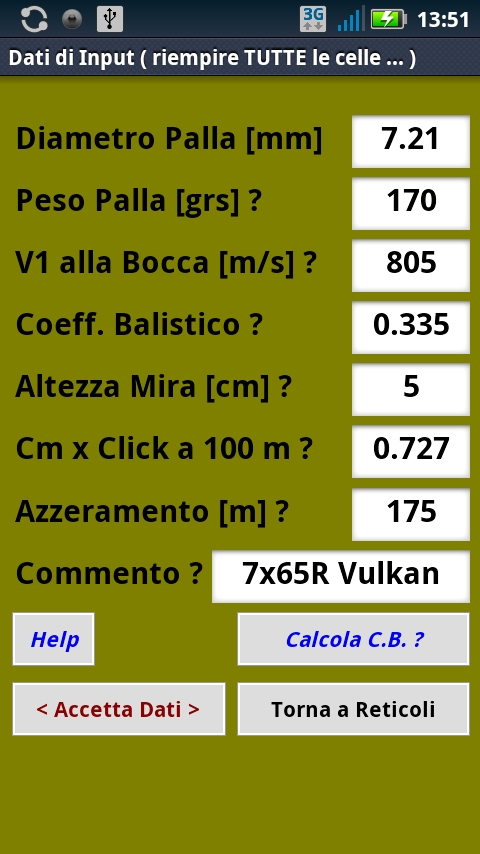 3G 13:51
Dati di Input ( riempire TUTTE le celle ... )
Diametro Palla [mm] 7.21
Peso Palla [grs] ? 170
V1 alla Bocca [m/s] ? 805
Coeff. Balistico ? 0.335
Altezza Mira [cm] ? 5
Cm x Click a 100 m ? 0.727
Azzeramento [m] ? 175
Commento ? 7x65R Vulkan
Help Calcola C.B. ?
< Accetta Dati > Torna a Reticoli